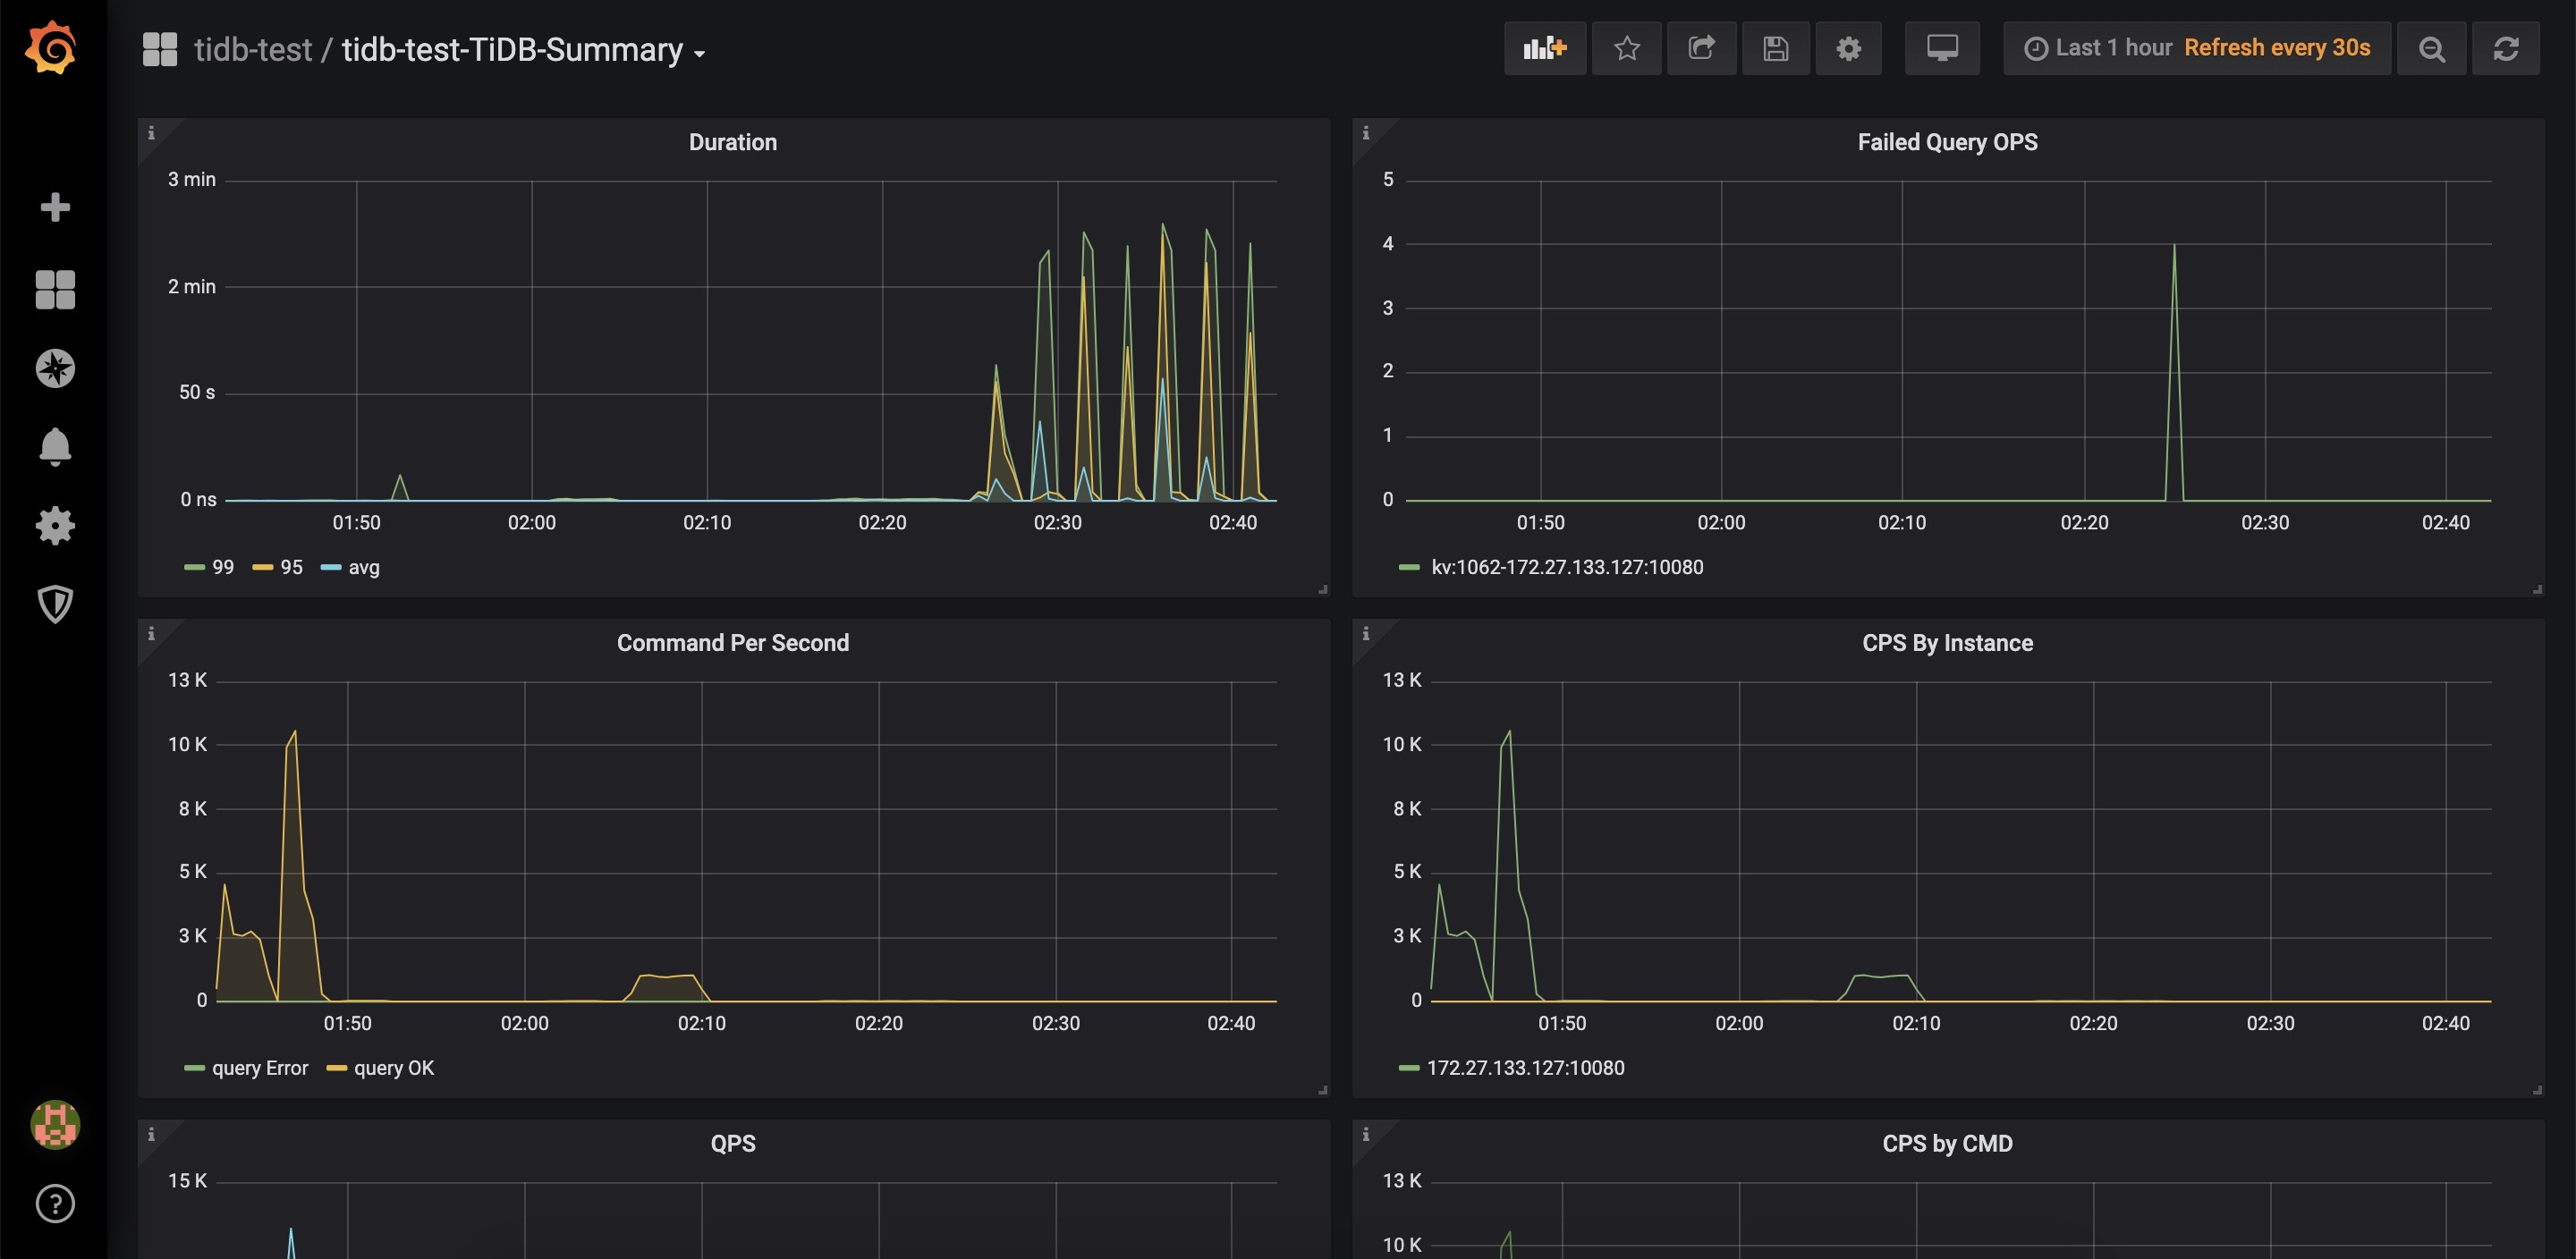 tidb-test / tidb-test-TiDB-Summary
Last 1 hour Refresh every 30s
Duration
3 min
2 min
50 s
0 ns
01:50 02:00 02:10 02:20 02:30 02:40
99 95 avg
Failed Query OPS
5
4
3
2
1
0
01:50 02:00 02:10 02:20 02:30 02:40
kv:1062-172.27.133.127:10080
Command Per Second
13 K
10 K
8 K
5 K
3 K
0
01:50 02:00 02:10 02:20 02:30 02:40
query Error query OK
CPS By Instance
13 K
10 K
8 K
5 K
3 K
0
01:50 02:00 02:10 02:20 02:30 02:40
172.27.133.127:10080
QPS
15 K
CPS by CMD
13 K
10 K